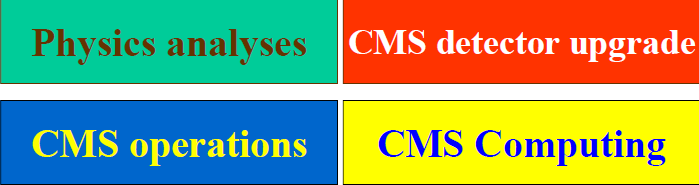 Physics analyses
CMS detector upgrade
CMS operations
CMS Computing